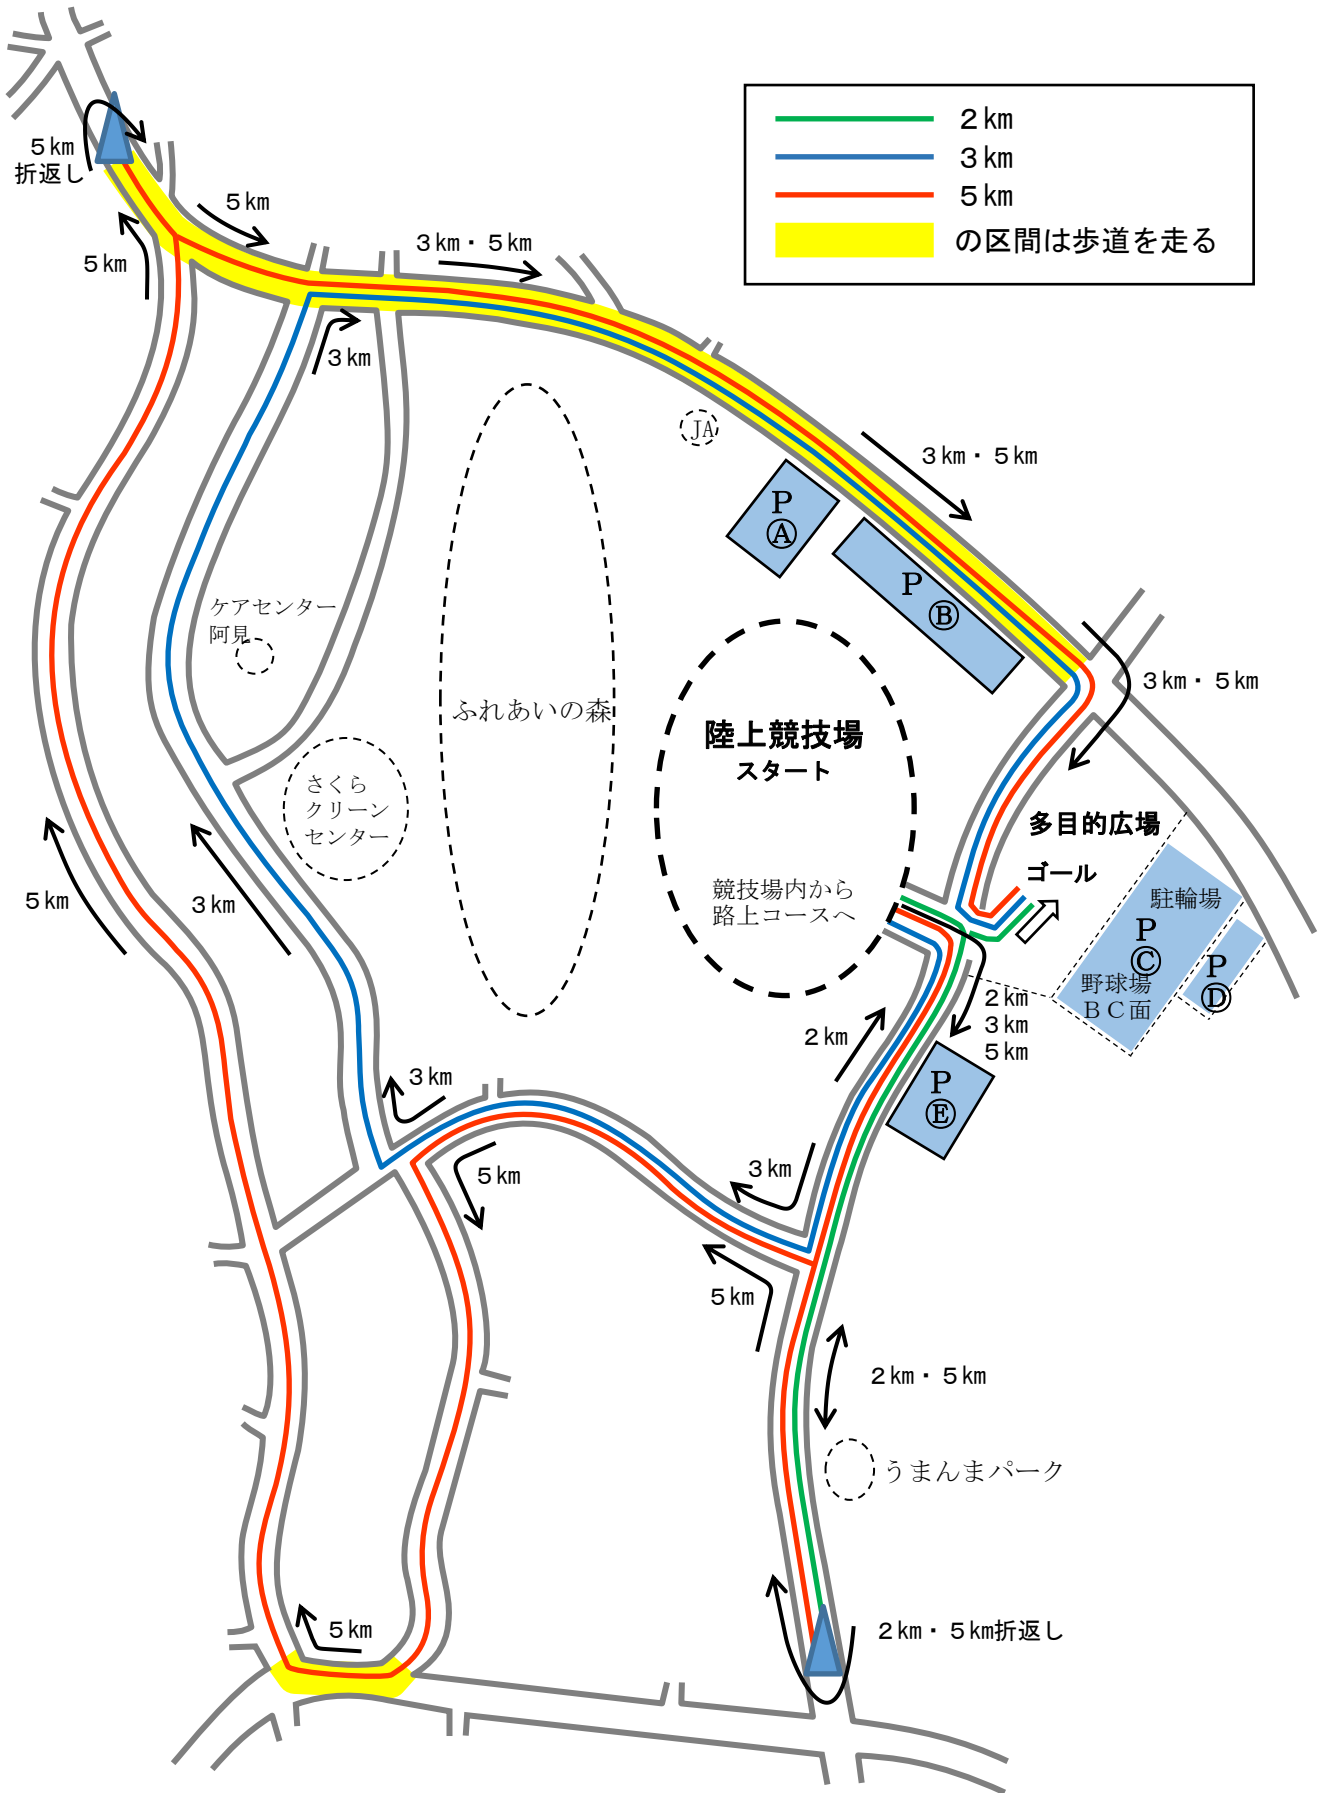 ２㎞
３㎞
５㎞
の区間は歩道を走る
５㎞
折返し
５㎞
３㎞・５㎞
５㎞
３㎞
JA
３㎞・５㎞
Ｐ
Ⓐ
Ｐ
Ⓑ
ケアセンター
阿見
３㎞・５㎞
ふれあいの森
陸上競技場
スタート
さくら
クリーン
センター
多目的広場
ゴール
競技場内から
路上コースへ
５㎞
３㎞
駐輪場
Ｐ
Ⓒ
野球場
ＢＣ面
Ｐ
Ⓓ
２㎞
３㎞
５㎞
２㎞
Ｐ
Ⓔ
３㎞
５㎞
３㎞
５㎞
２㎞・５㎞
うまんまパーク
５㎞
２㎞・５㎞折返し